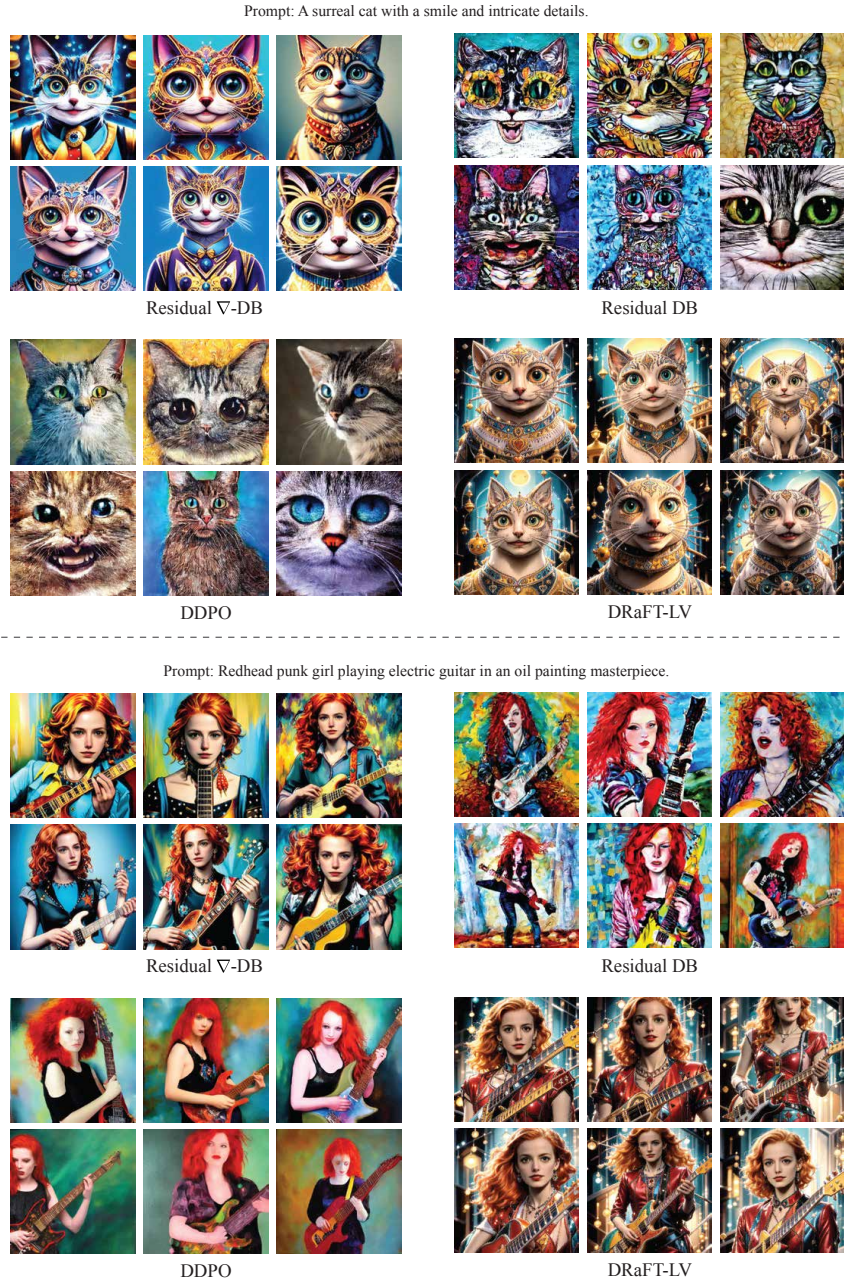 Prompt: A surreal cat with a smile and intricate details.
Residual ∇-DB
Residual DB
DDPO
DRaFT-LV
Prompt: Redhead punk girl playing electric guitar in an oil painting masterpiece.
Residual ∇-DB
Residual DB
DDPO
DRaFT-LV